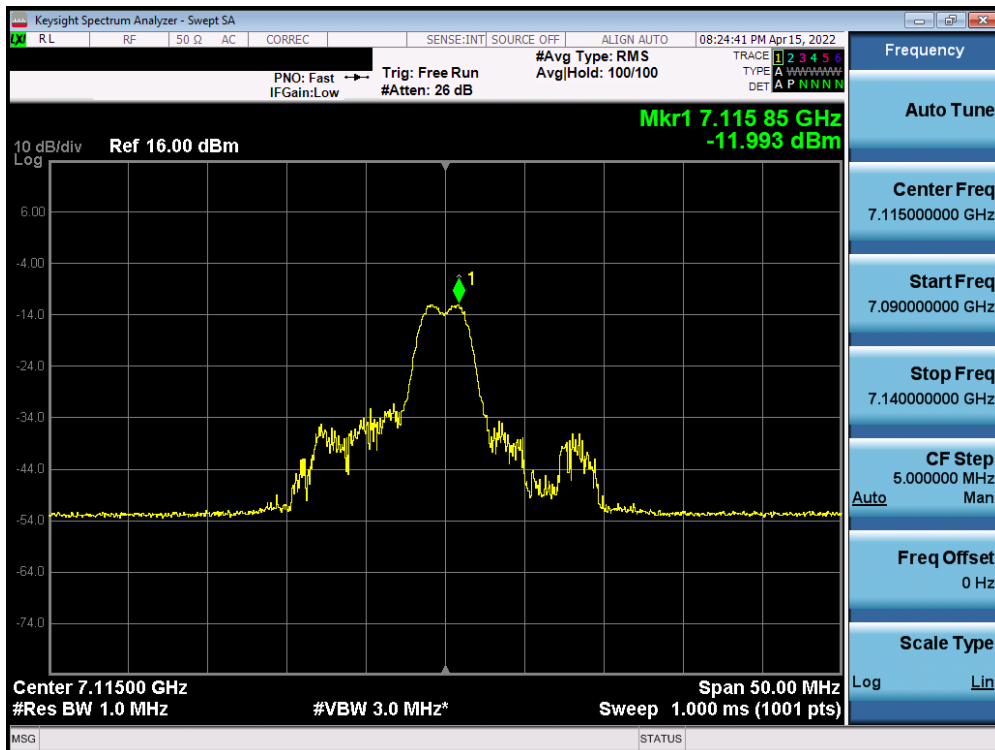 Keysight Spectrum Analyzer - Swept SA
LXI RL RF 50 Ω AC CORREC SENSE:INT SOURCE OFF ALIGN AUTO 08:24:41 PM Apr 15, 2022
PNO: Fast
IFGain:Low
Trig: Free Run
#Atten: 26 dB
#Avg Type: RMS
Avg|Hold: 100/100
TRACE 1 2 3 4 5 6
TYPE A W W W W W
DET A P N N N N
Mkr1 7.115 85 GHz
-11.993 dBm
10 dB/div Ref 16.00 dBm
Log
1
6.00
-4.00
-14.0
-24.0
-34.0
-44.0
-54.0
-64.0
-74.0
Center 7.11500 GHz Span 50.00 MHz
#Res BW 1.0 MHz #VBW 3.0 MHz* Sweep 1.000 ms (1001 pts)
MSG STATUS
Frequency
Auto Tune
Center Freq
7.115000000 GHz
Start Freq
7.090000000 GHz
Stop Freq
7.140000000 GHz
CF Step
5.000000 MHz
Auto Man
Freq Offset
0 Hz
Scale Type
Log Lin